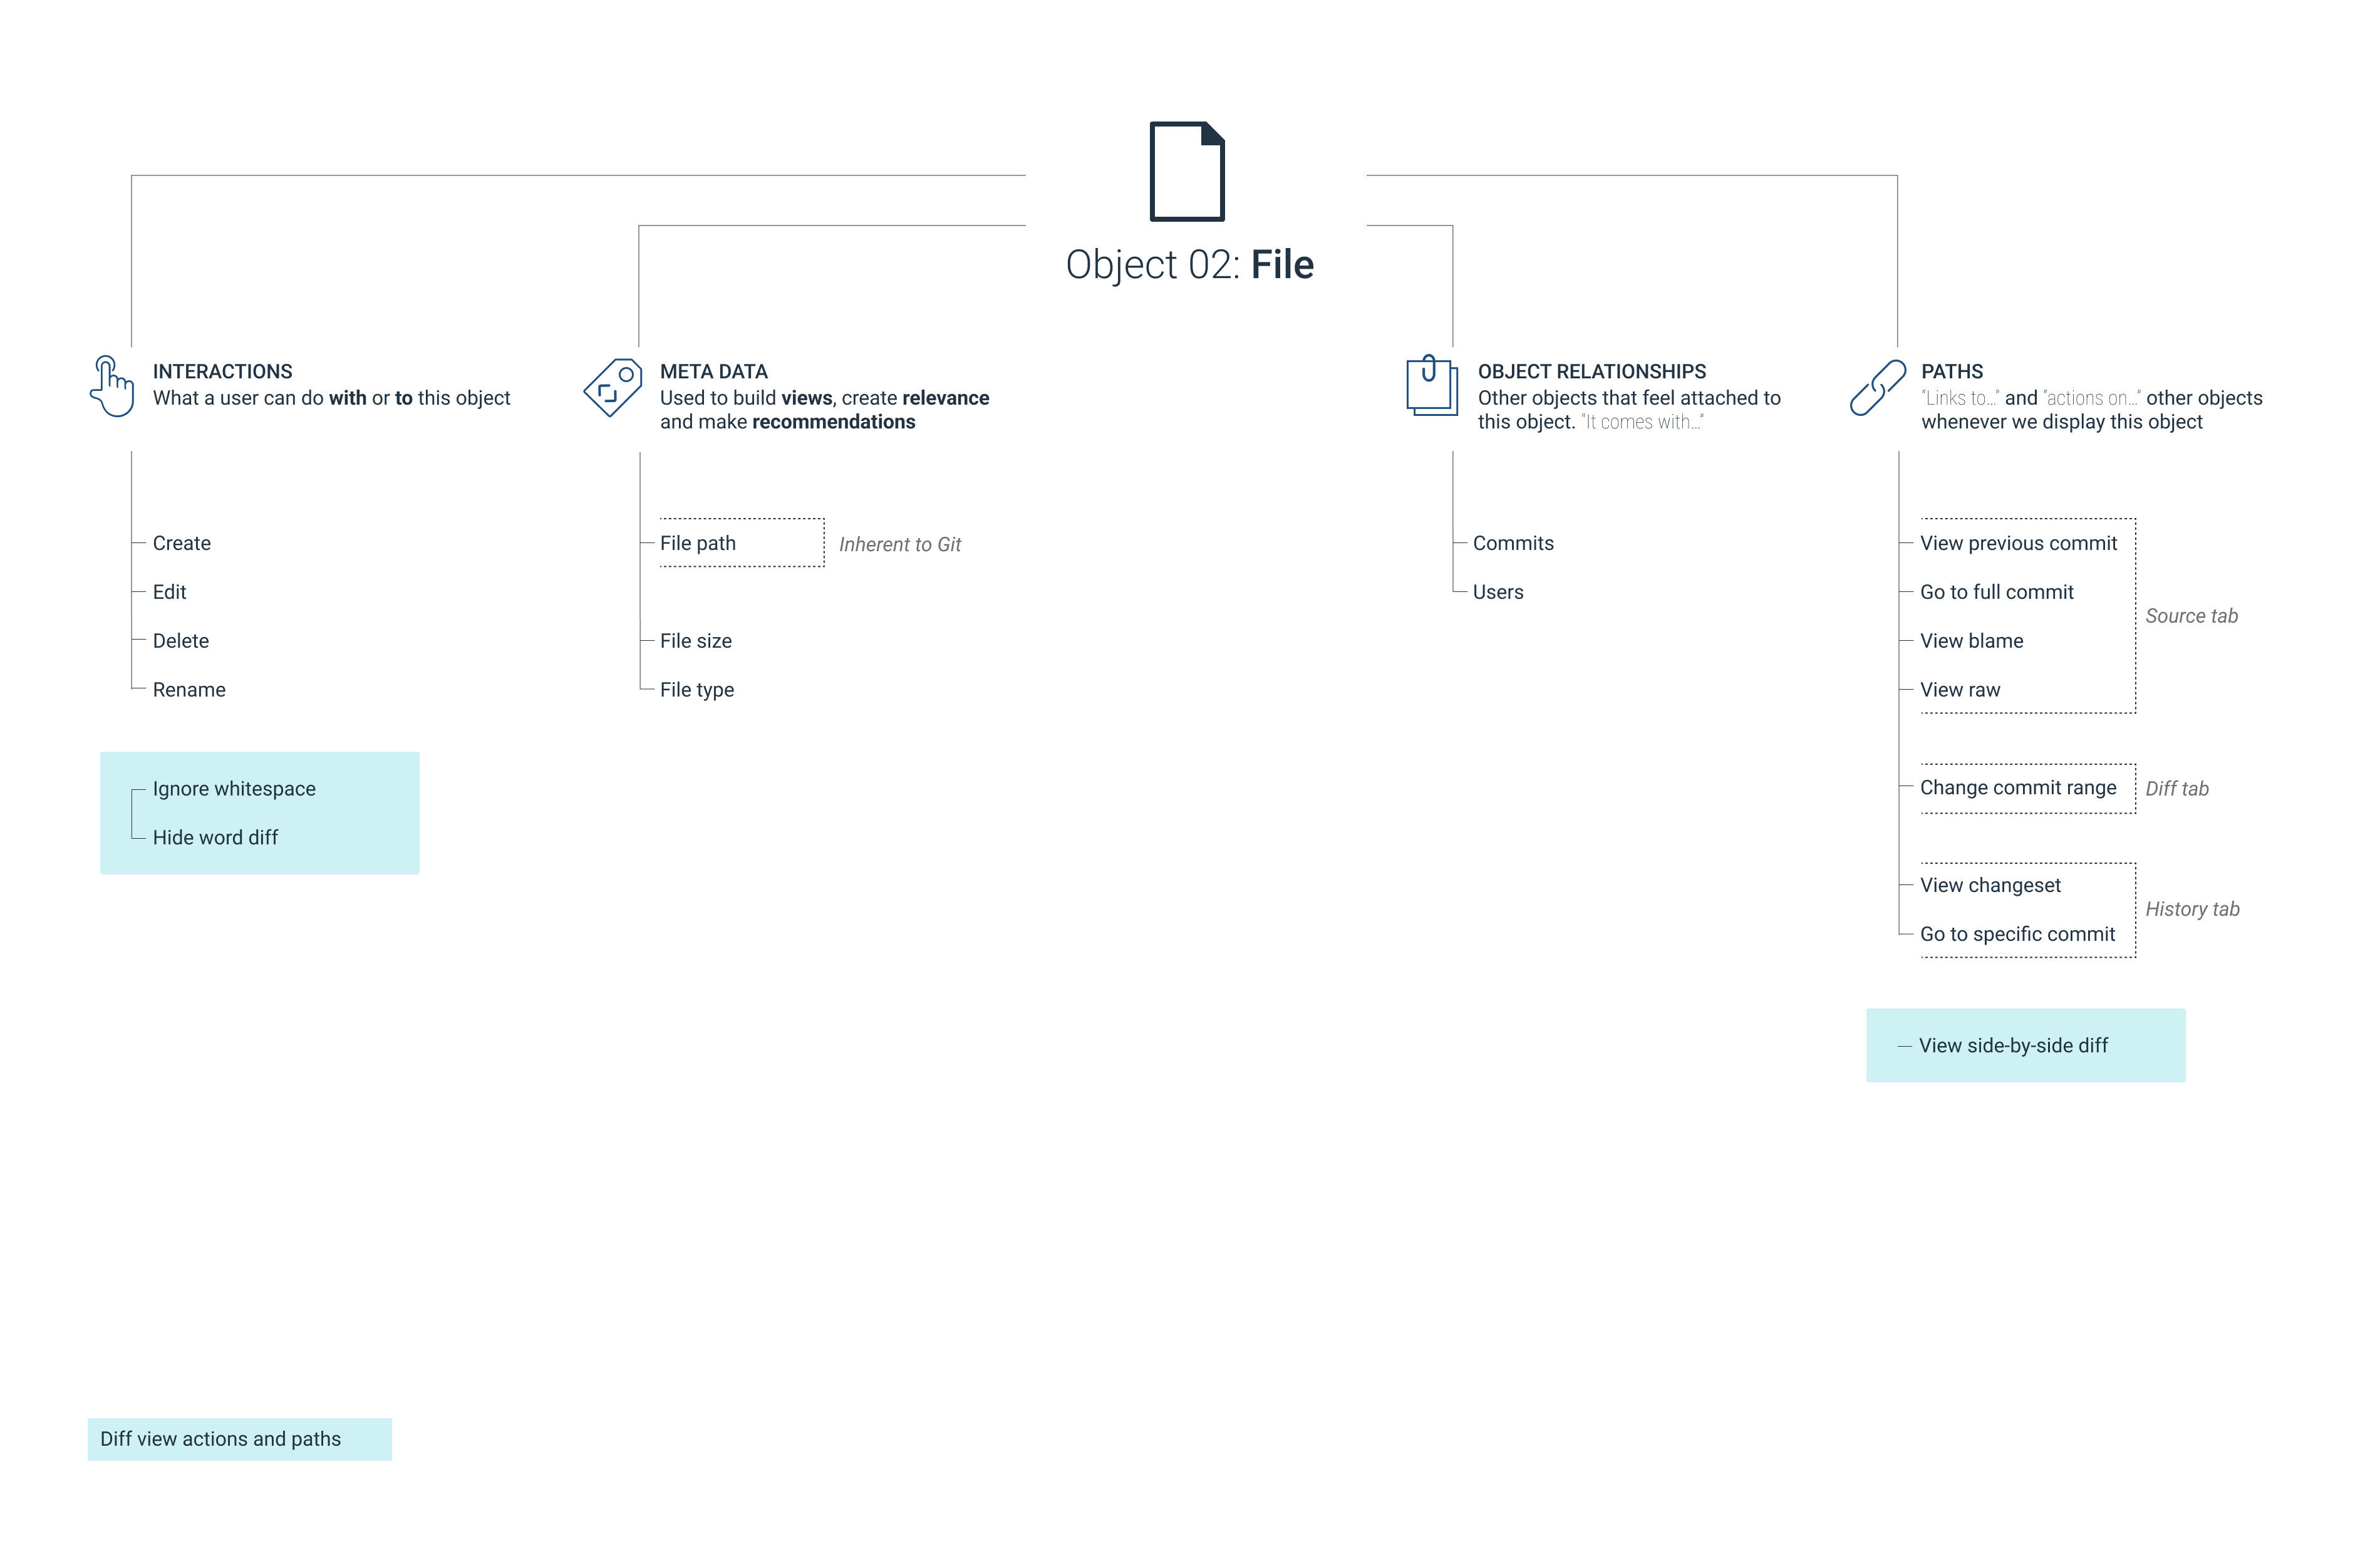 Object 02: File
INTERACTIONS
What a user can do with or to this object
Create
Edit
Delete
Rename
Ignore whitespace
Hide word diff
META DATA
Used to build views, create relevance
and make recommendations
File path
Inherent to Git
File size
File type
OBJECT RELATIONSHIPS
Other objects that feel attached to
this object. "It comes with..."
Commits
Users
PATHS
"Links to..." and "actions on..." other objects
whenever we display this object
View previous commit
Go to full commit
View blame
View raw
Source tab
Change commit range
Diff tab
View changeset
Go to specific commit
History tab
View side-by-side diff
Diff view actions and paths